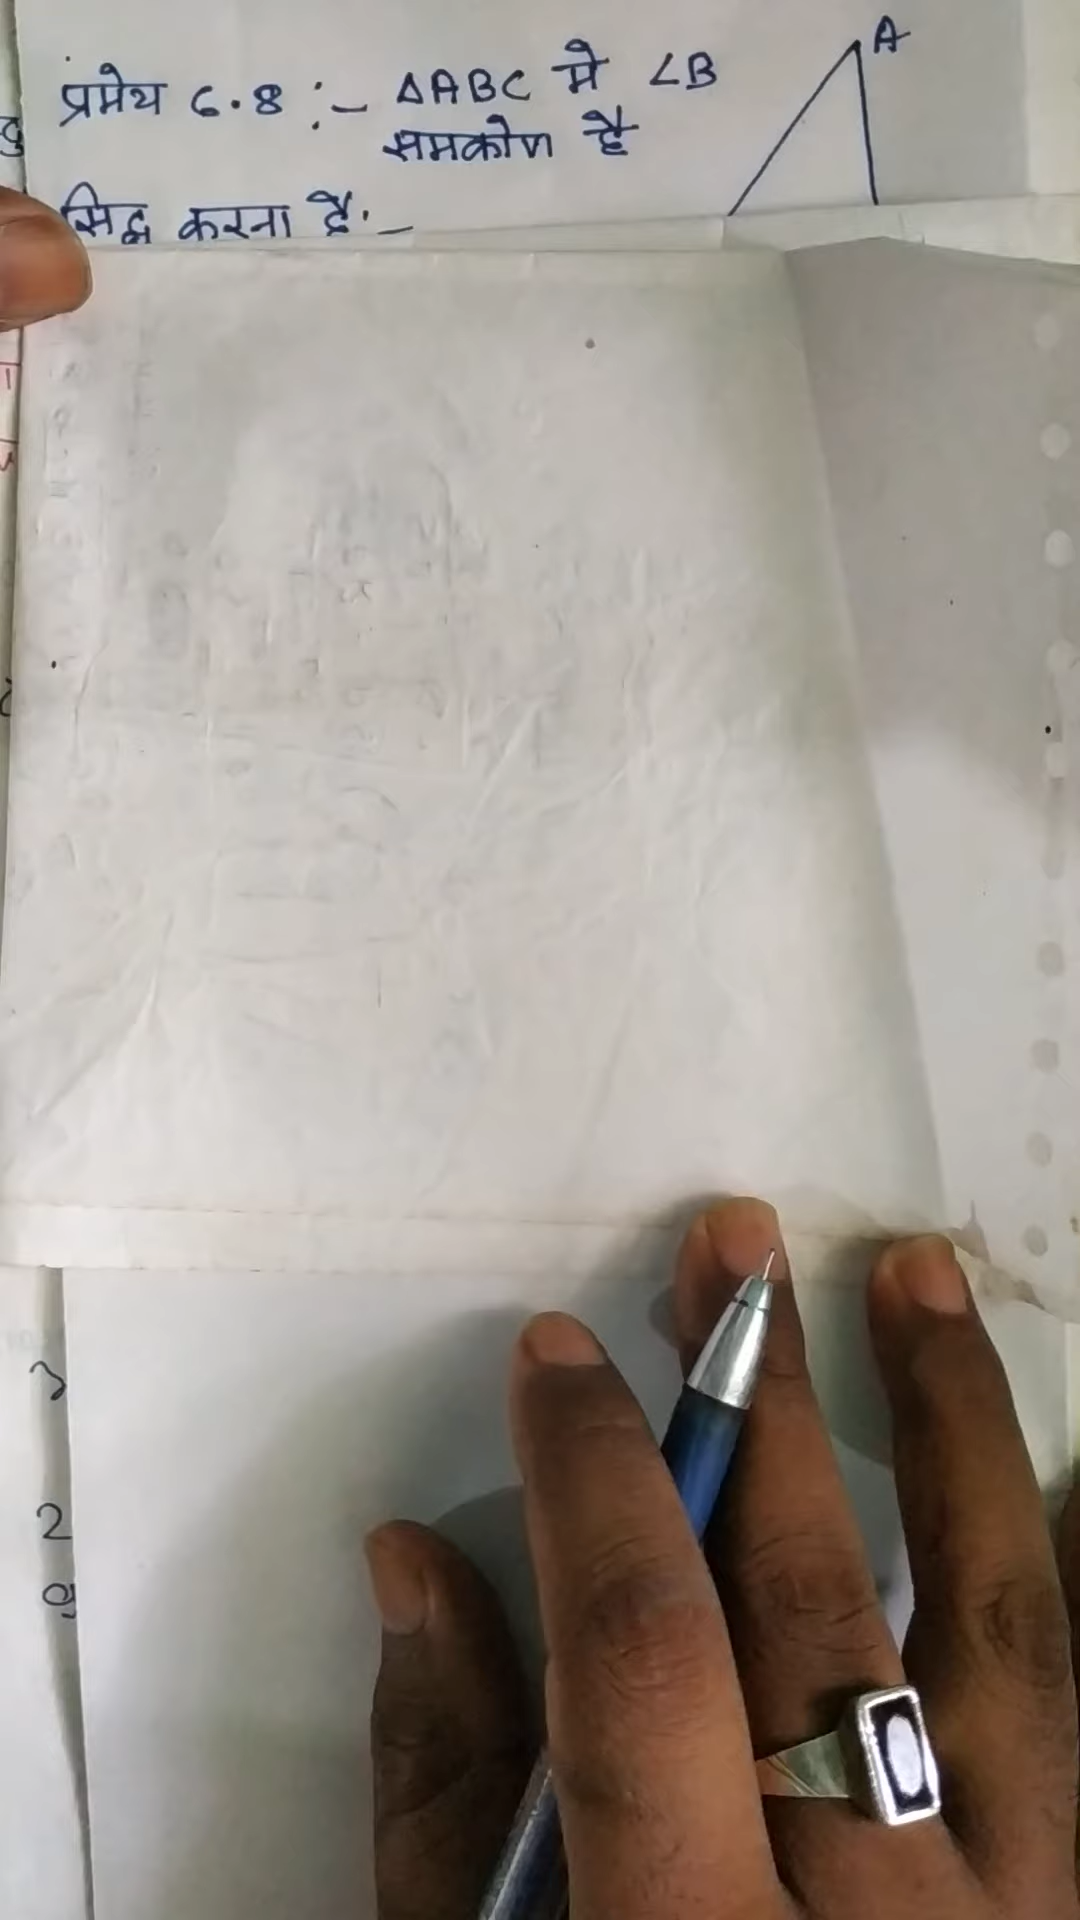 प्रमेय 6.8 :- ΔABC मे ∠B
समकोण है
A
सिद्ध करना है:-
2